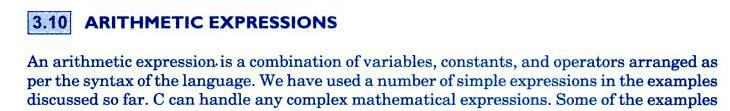 3.10 ARITHMETIC EXPRESSIONS
An arithmetic expression is a combination of variables, constants, and operators arranged as
per the syntax of the language. We have used a number of simple expressions in the examples
discussed so far. C can handle any complex mathematical expressions. Some of the examples